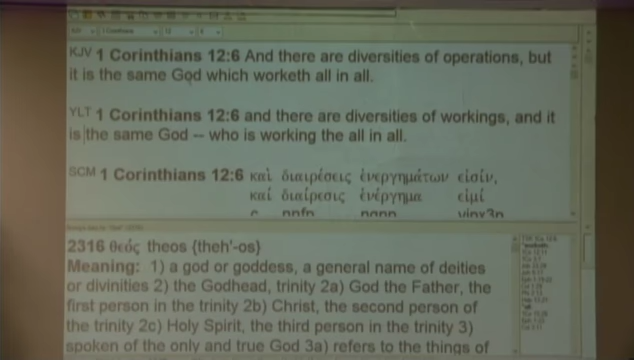 KJV 1 Corinthians 12:6 And there are diversities of operations, but
it is the same God which worketh all in all.
YLT 1 Corinthians 12:6 and there are diversities of workings, and it
is the same God -- who is working the all in all.
SCM 1 Corinthians 12:6 καὶ διαιρέσεις ἐνεργημάτων εἰσίν,
καί διαίρεσις ἐνέργημα εἰμί
2316 θεός theos {theh'-os}
Meaning: 1) a god or goddess, a general name of deities
or divinities 2) the Godhead, trinity 2a) God the Father, the
first person in the trinity 2b) Christ, the second person of
the trinity 2c) Holy Spirit, the third person in the trinity 3)
spoken of the only and true God 3a) refers to the things of